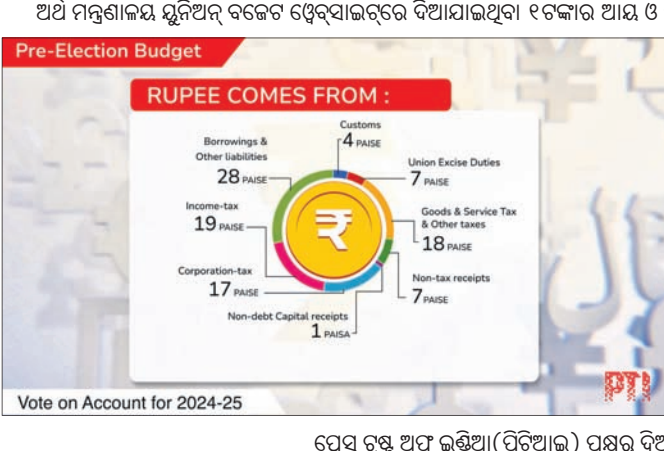 ଅର୍ଥ ମନ୍ତ୍ରଣାଳୟ ୟୁନିଅନ୍ ବଜେଟ ୱେବ୍‌ସାଇଟ୍‌ରେ ଦିଆଯାଇଥିବା ୧ଟଙ୍କାର ଆୟ ଓ
Pre-Election Budget
RUPEE COMES FROM :
Customs
4 PAISE
Borrowings &
Other liabilities
28 PAISE
Union Excise Duties
7 PAISE
Income-tax
19 PAISE
Goods & Service Tax
& Other taxes
18 PAISE
Corporation-tax
17 PAISE
Non-tax receipts
7 PAISE
Non-debt Capital receipts
1 PAISA
₹
Vote on Account for 2024-25
PTI
ପ୍ରେସ ଟ୍ରଷ୍ଟ ଅଫ ଇଣ୍ଡିଆ(ପିଟିଆଇ) ପକ୍ଷରୁ